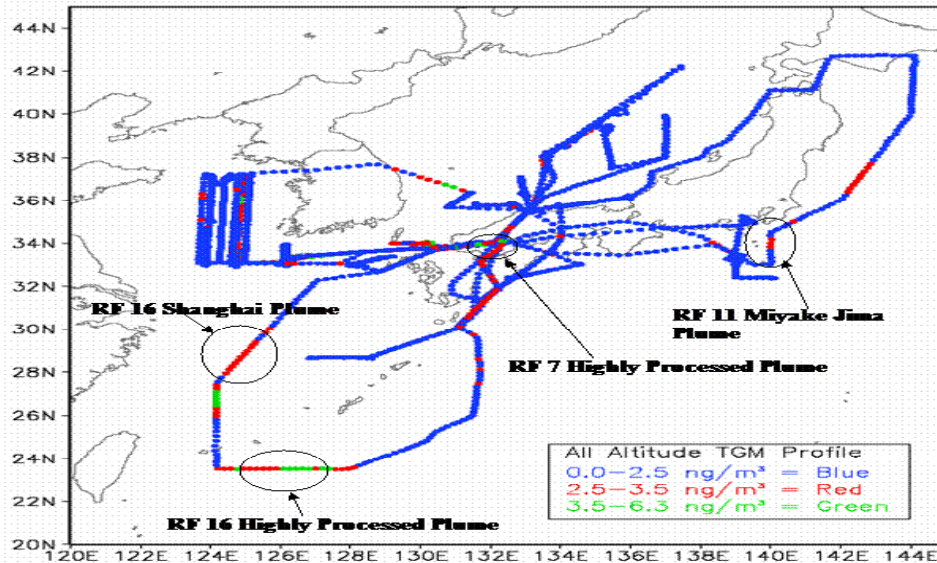 44N
42N
40N
38N
36N
34N
32N
30N
28N
26N
24N
22N
20N
120E 122E 124E 126E 128E 130E 132E 134E 136E 138E 140E 142E 144E
RF 16 Shanghai Plume
RF 11 Miyake Jima
Plume
RF 7 Highly Processed Plume
RF 16 Highly Processed Plume
All Altitude TGM Profile
0.0–2.5 ng/m³ = Blue
2.5–3.5 ng/m³ = Red
3.5–6.3 ng/m³ = Green